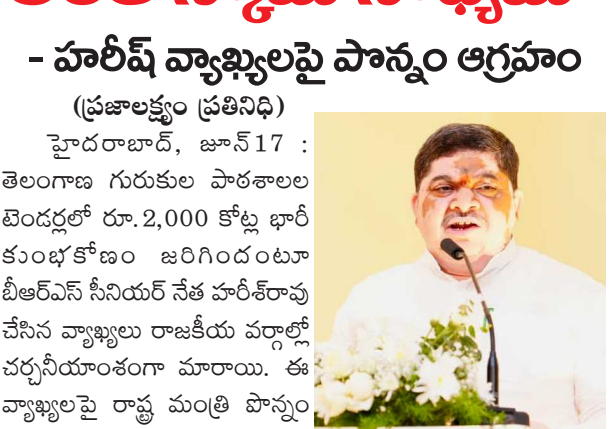 - హరీష్ వ్యాఖ్యలపై పొన్నం ఆగ్రహం
(ప్రజాలక్ష్యం ప్రతినిధి)
హైదరాబాద్, జూన్17 :
తెలంగాణ గురుకుల పాఠశాలల
టెండర్లలో రూ.2,000 కోట్ల భారీ
కుంభకోణం జరిగిందంటూ
బీఆర్ఎస్ సీనియర్ నేత హరీశ్‌రావు
చేసిన వ్యాఖ్యలు రాజకీయ వర్గాల్లో
చర్చనీయాంశంగా మారాయి. ఈ
వ్యాఖ్యలపై రాష్ట్ర మంత్రి పొన్నం